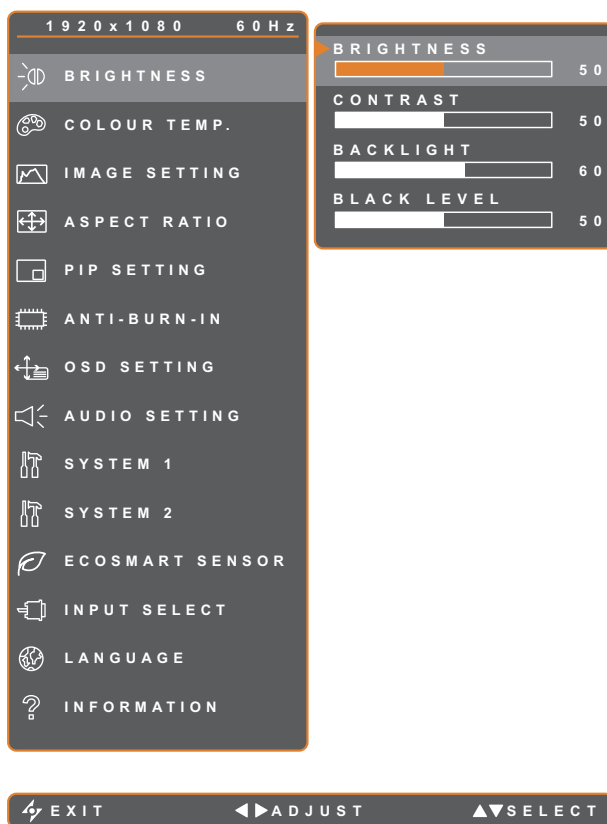 1920x1080 60Hz
BRIGHTNESS
COLOUR TEMP.
IMAGE SETTING
ASPECT RATIO
PIP SETTING
ANTI-BURN-IN
OSD SETTING
AUDIO SETTING
SYSTEM 1
SYSTEM 2
ECOSMART SENSOR
INPUT SELECT
LANGUAGE
INFORMATION
BRIGHTNESS
50
CONTRAST
50
BACKLIGHT
60
BLACK LEVEL
50
EXIT ADJUST SELECT